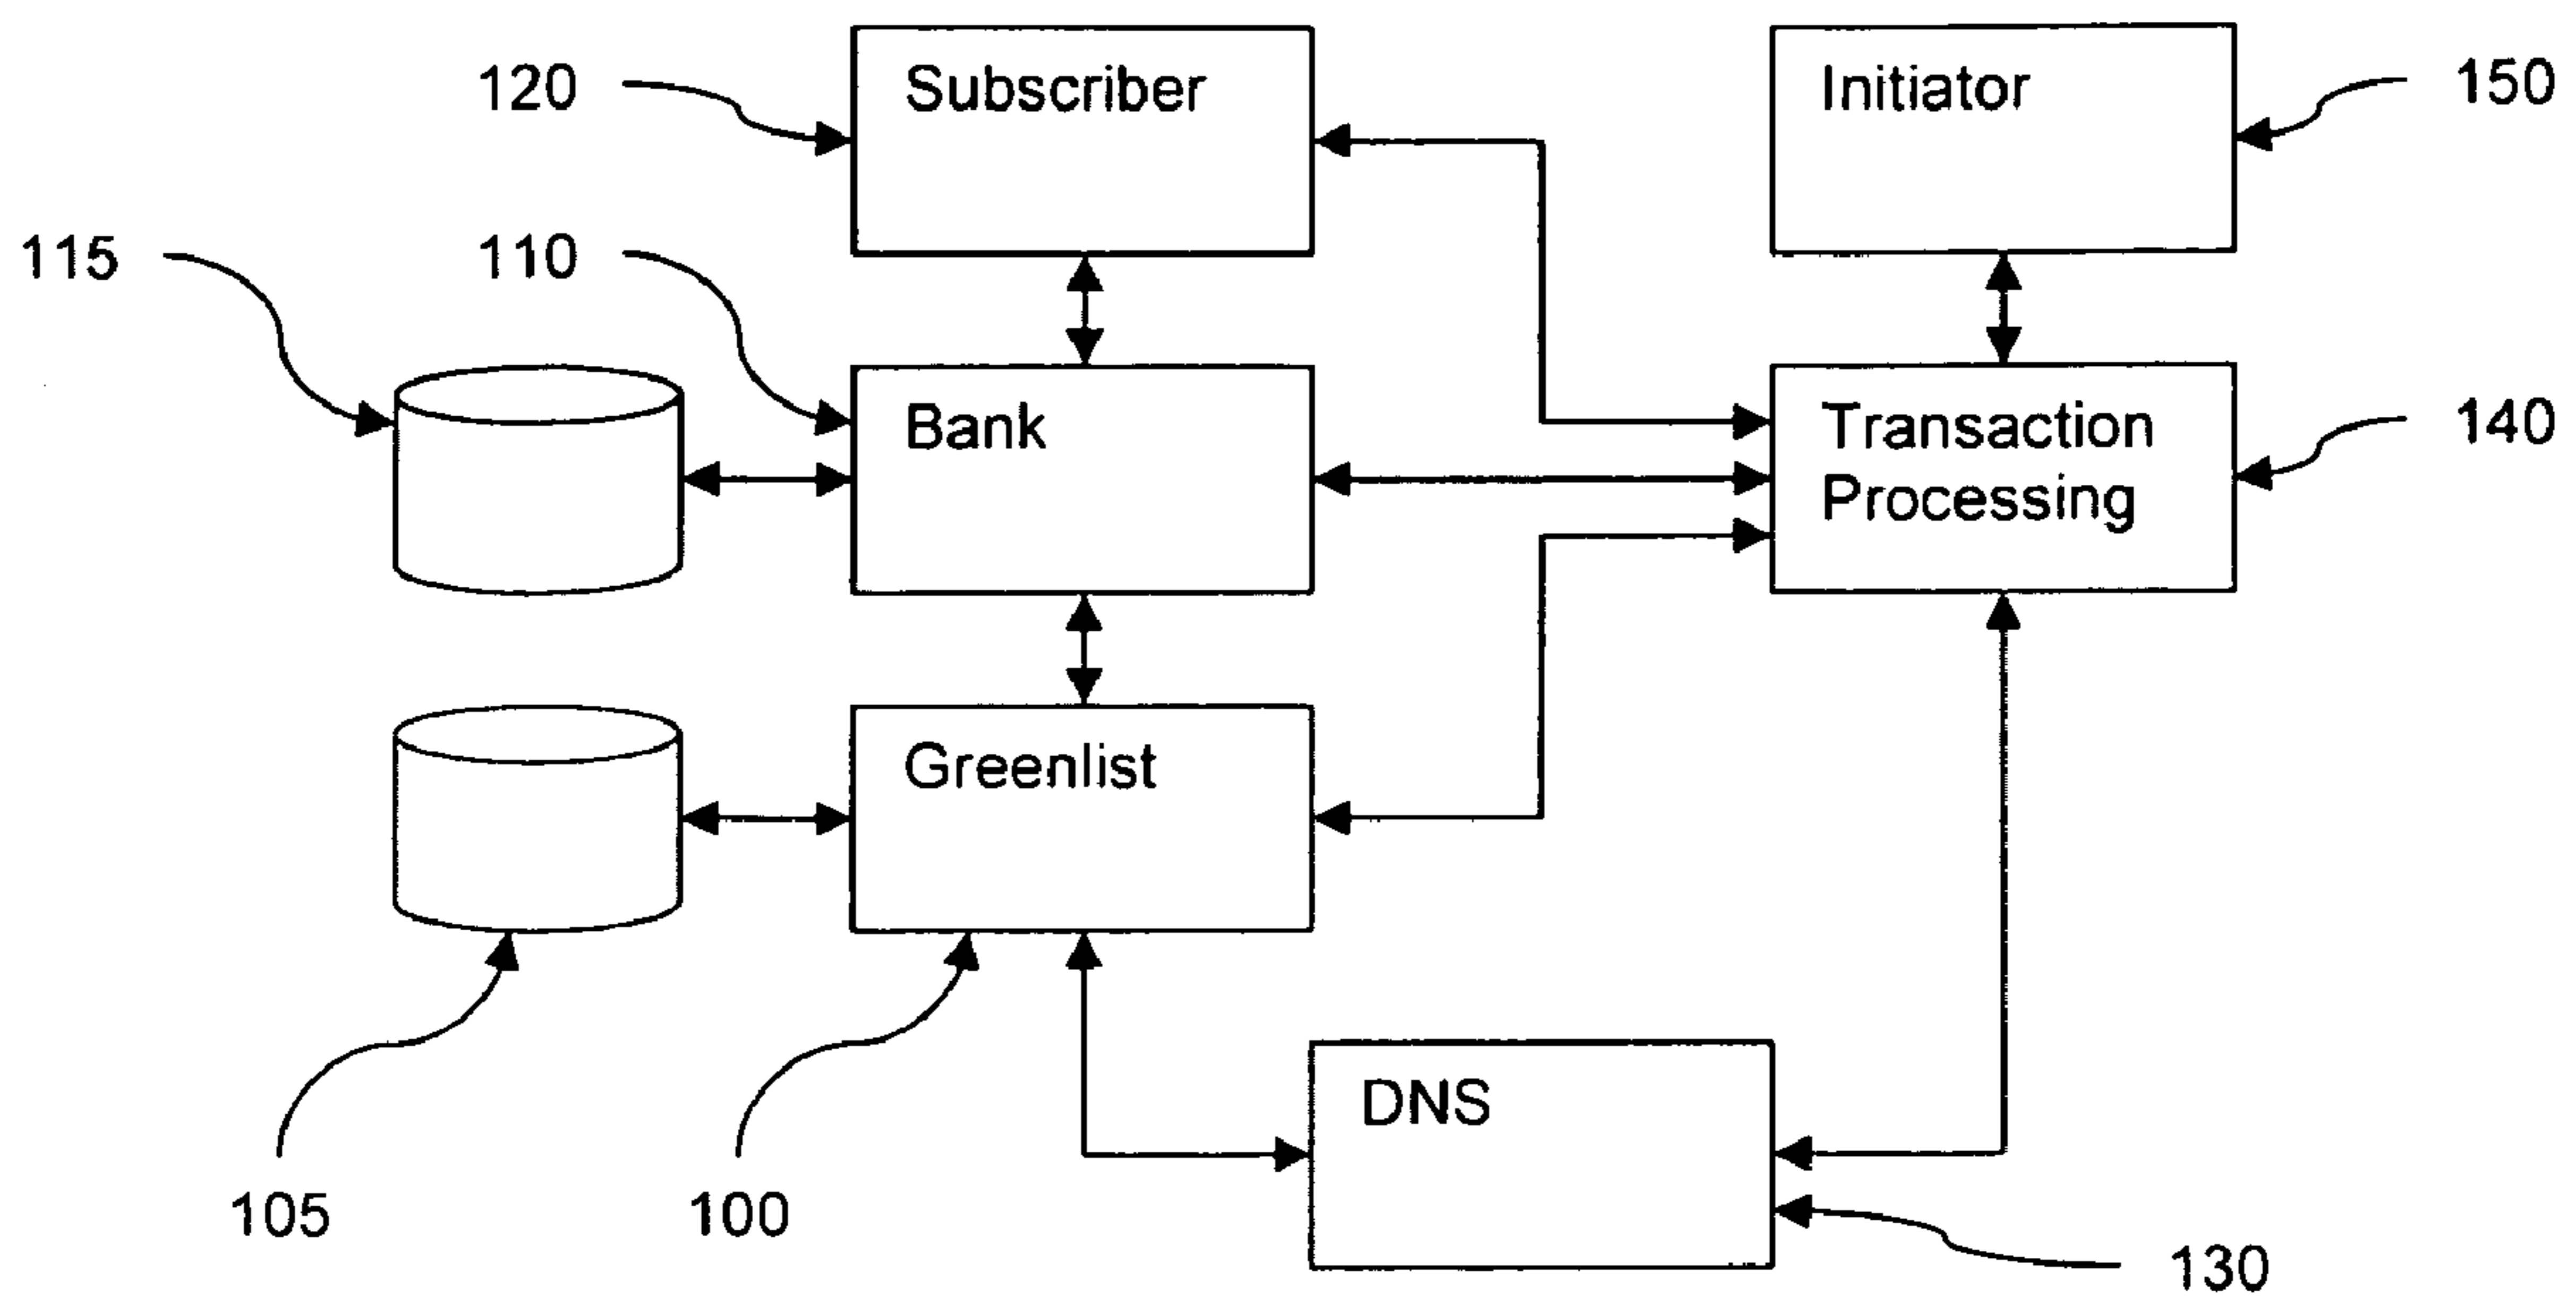 120
Subscriber
Initiator
150
115
110
Bank
Transaction
Processing
140
Greenlist
105
100
DNS
130